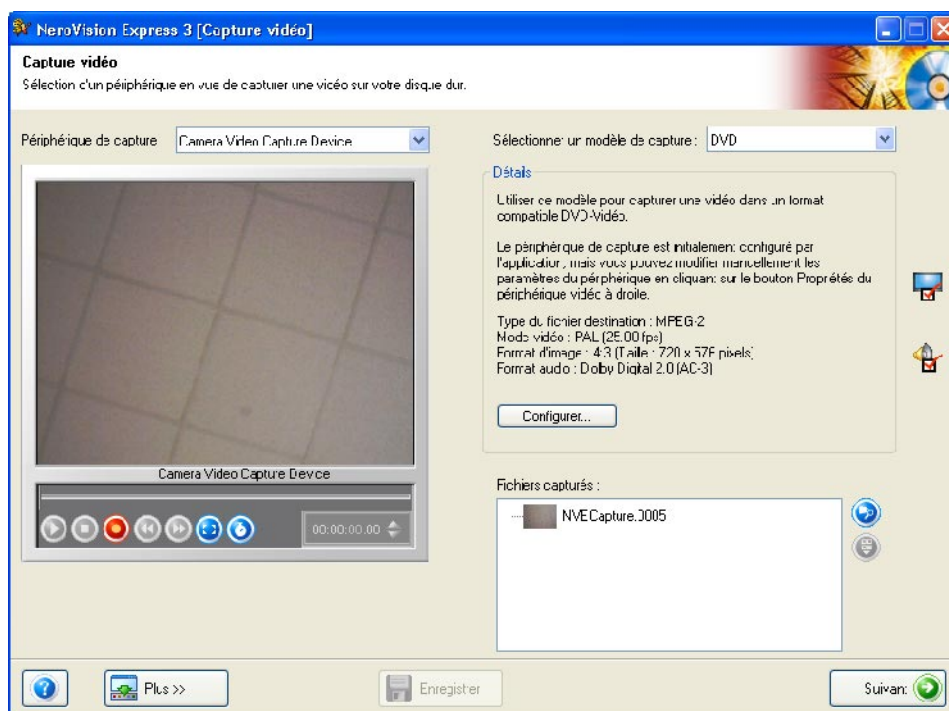 NeroVision Express 3 [Capture vidéo]
Capture vidéo
Sélection d'un périphérique en vue de capturer une vidéo sur votre disque dur.
Périphérique de capture
Camera Video Capture Device
Sélectionner un modèle de capture :
DVD
Camera Video Capture Device
00:00:00.00
Détails
Utiliser ce modèle pour capturer une vidéo dans un format
compatible DVD-Vidéo.
Le périphérique de capture est initialement configuré par
l'application, mais vous pouvez modifier manuellement les
paramètres du périphérique en cliquant sur le bouton Propriétés du
périphérique vidéo à droite.
Type du fichier destination : MPEG-2
Mode vidéo : PAL (25.00 fps)
Format d'image : 4:3 (Taille : 720 x 576 pixels)
Format audio : Dolby Digital 2.0 (AC-3)
Configurer...
Fichiers capturés :
NVECapture.0005
Plus >>
Enregistrer
Suivant